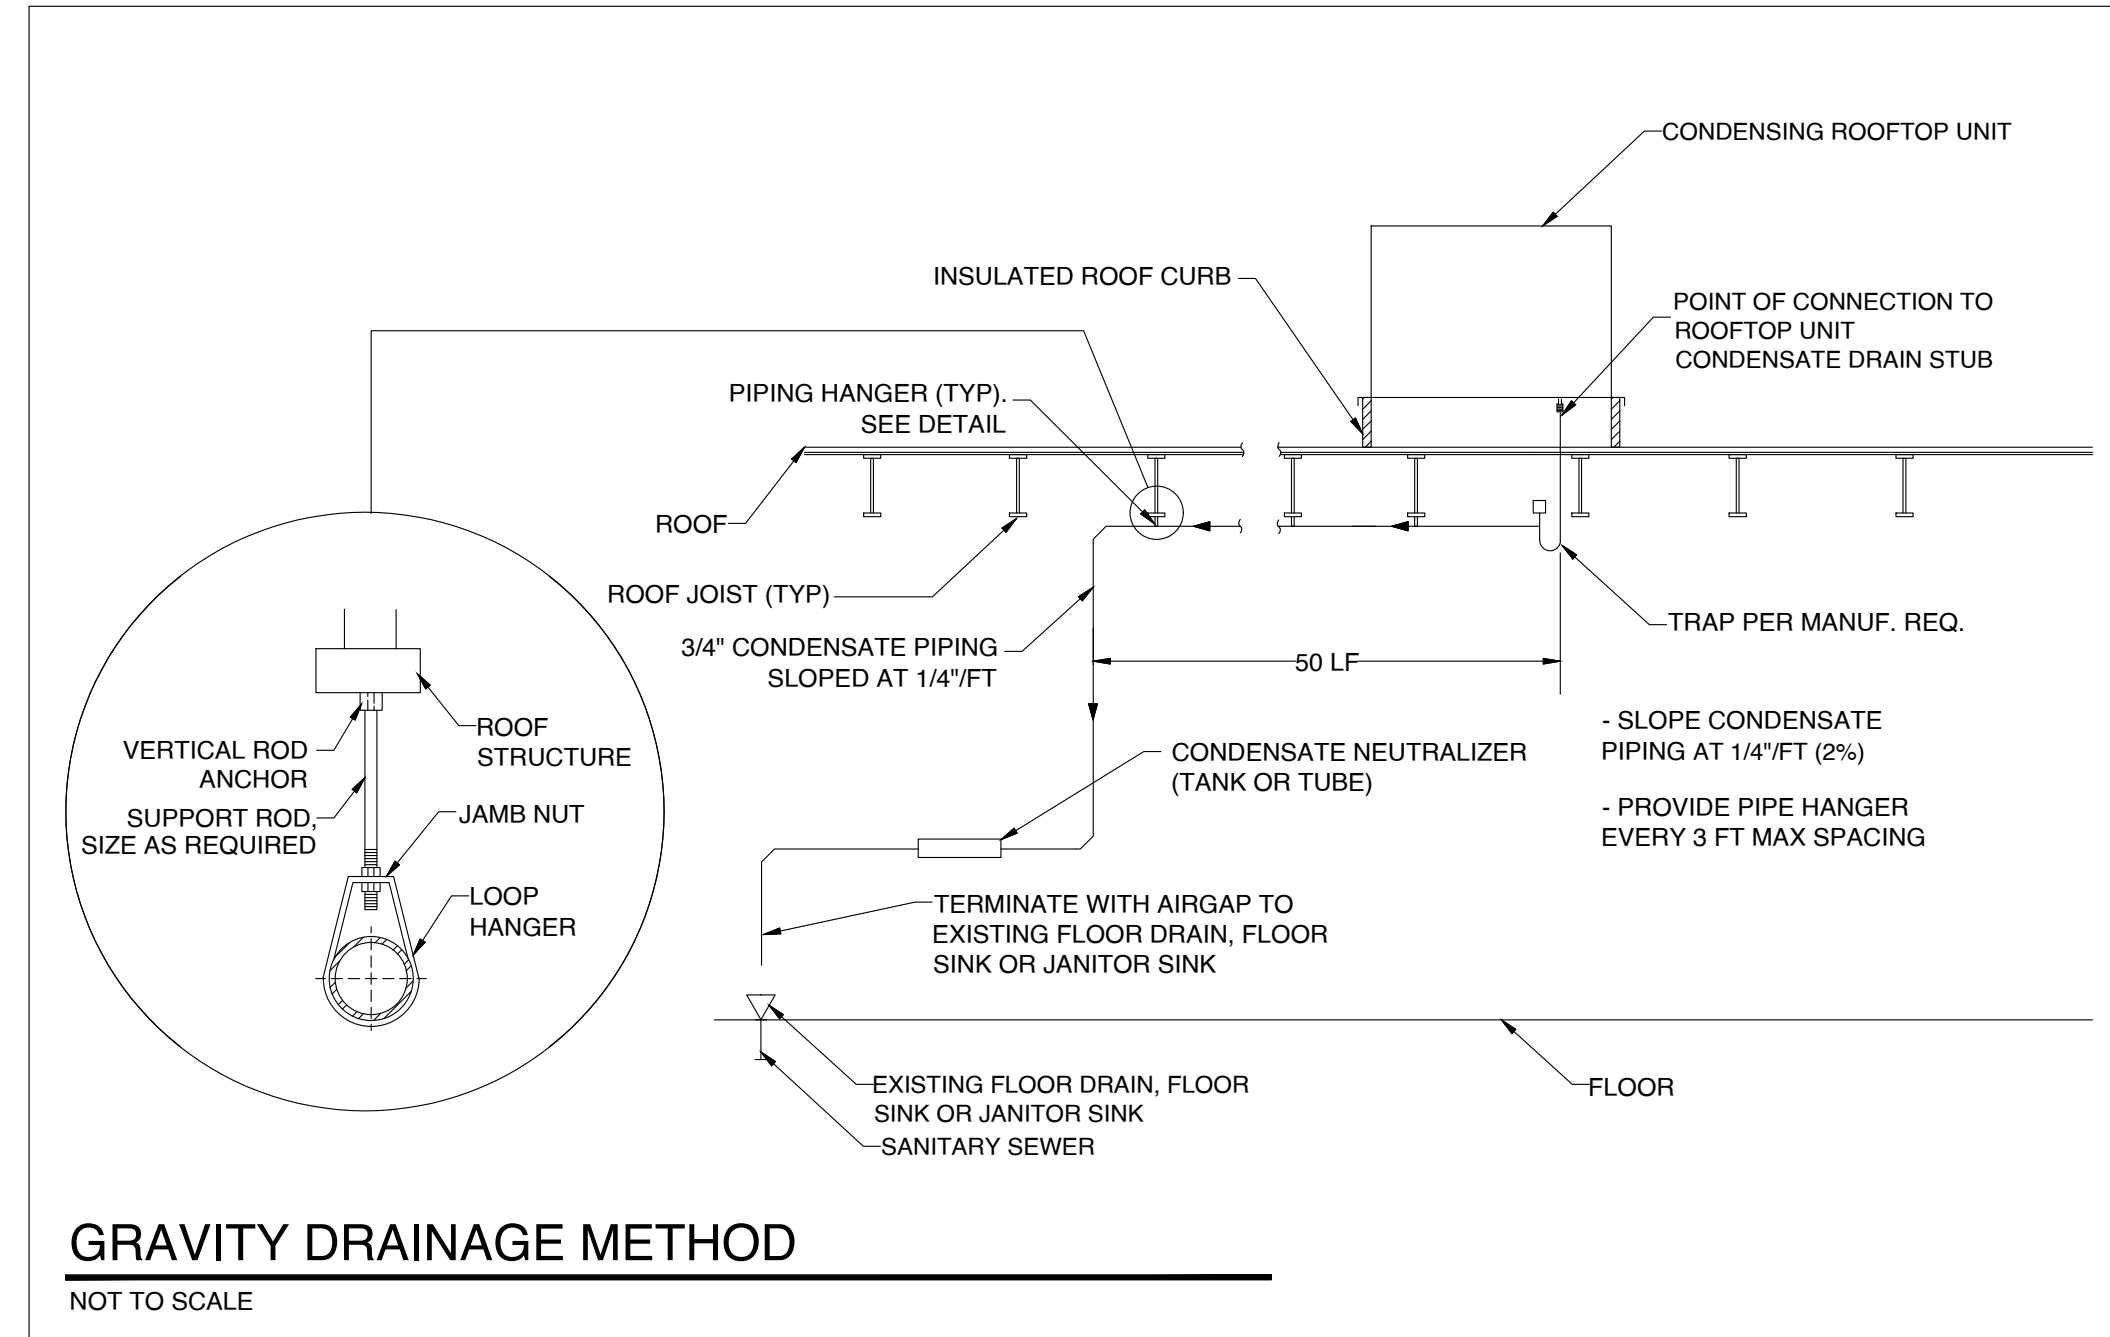 CONDENSING ROOFTOP UNIT
INSULATED ROOF CURB
POINT OF CONNECTION TO
ROOFTOP UNIT
CONDENSATE DRAIN STUB
PIPING HANGER (TYP).
SEE DETAIL
ROOF
ROOF JOIST (TYP)
TRAP PER MANUF. REQ.
3/4" CONDENSATE PIPING
SLOPED AT 1/4"/FT
50 LF
- SLOPE CONDENSATE
PIPING AT 1/4"/FT (2%)
- PROVIDE PIPE HANGER
EVERY 3 FT MAX SPACING
ROOF
STRUCTURE
VERTICAL ROD
ANCHOR
SUPPORT ROD,
SIZE AS REQUIRED
JAMB NUT
LOOP
HANGER
CONDENSATE NEUTRALIZER
(TANK OR TUBE)
TERMINATE WITH AIRGAP TO
EXISTING FLOOR DRAIN, FLOOR
SINK OR JANITOR SINK
EXISTING FLOOR DRAIN, FLOOR
SINK OR JANITOR SINK
SANITARY SEWER
FLOOR
GRAVITY DRAINAGE METHOD
NOT TO SCALE